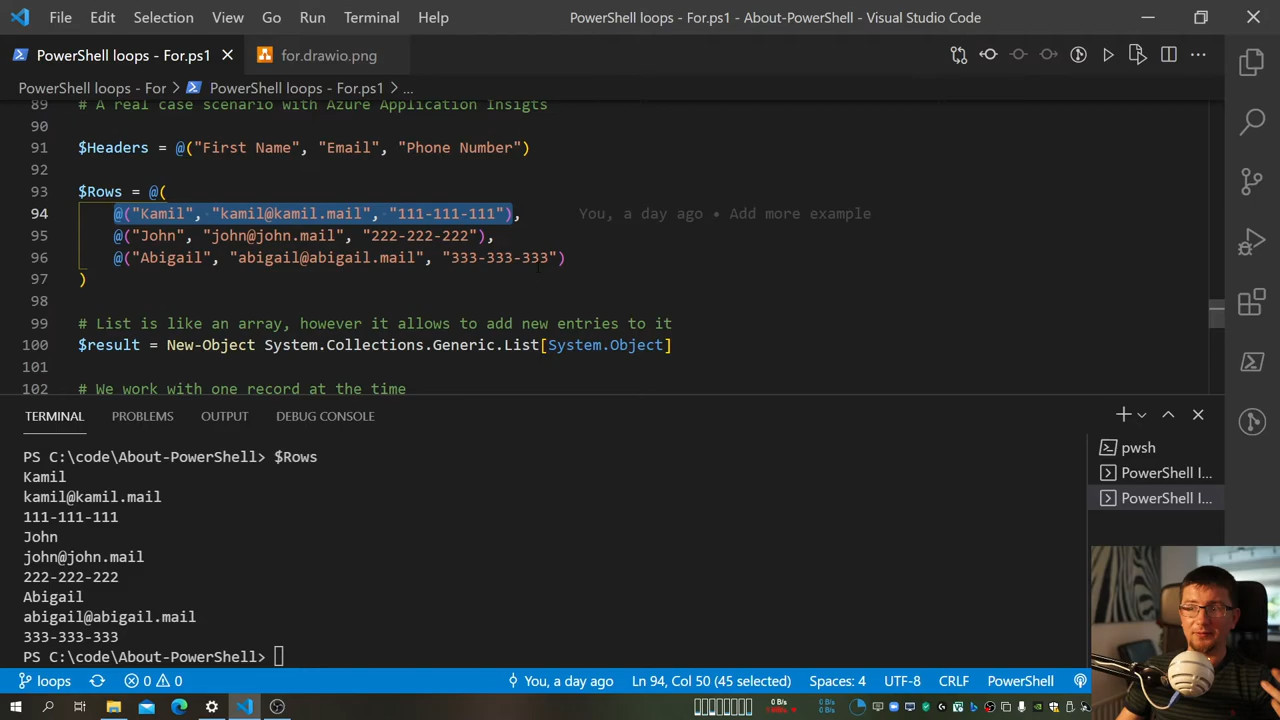 File Edit Selection View Go Run Terminal Help
PowerShell loops - For.ps1 - About-PowerShell - Visual Studio Code
PowerShell loops - For.ps1
for.drawio.png
PowerShell loops - For > PowerShell loops - For.ps1 > ...
89 # A real case scenario with Azure Application Insigts
90
91 $Headers = @("First Name", "Email", "Phone Number")
92
93 $Rows = @(
94 @("Kamil", "kamil@kamil.mail", "111-111-111"), You, a day ago • Add more example
95 @("John", "john@john.mail", "222-222-222"),
96 @("Abigail", "abigail@abigail.mail", "333-333-333")
97 )
98
99 # List is like an array, however it allows to add new entries to it
100 $result = New-Object System.Collections.Generic.List[System.Object]
101
102 # We work with one record at the time
TERMINAL PROBLEMS OUTPUT DEBUG CONSOLE
PS C:\code\About-PowerShell> $Rows
Kamil
kamil@kamil.mail
111-111-111
John
john@john.mail
222-222-222
Abigail
abigail@abigail.mail
333-333-333
PS C:\code\About-PowerShell>
pwsh
PowerShell I...
PowerShell I...
loops 0 0 You, a day ago Ln 94, Col 50 (45 selected) Spaces: 4 UTF-8 CRLF PowerShell